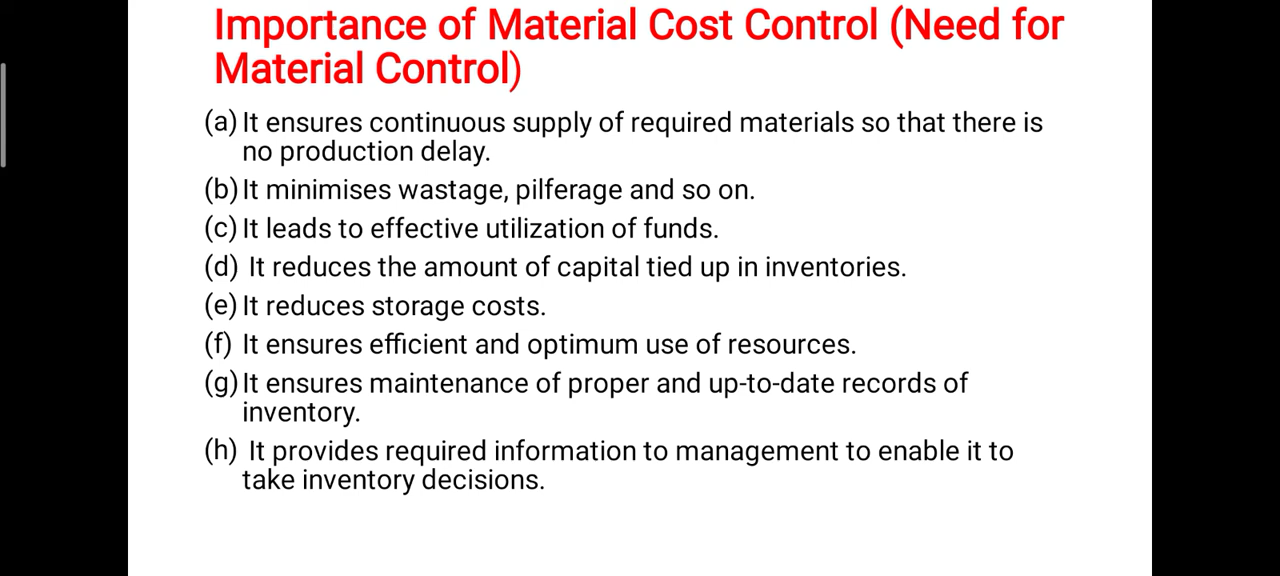 Importance of Material Cost Control (Need for
Material Control)
(a) It ensures continuous supply of required materials so that there is
no production delay.
(b) It minimises wastage, pilferage and so on.
(c) It leads to effective utilization of funds.
(d) It reduces the amount of capital tied up in inventories.
(e) It reduces storage costs.
(f) It ensures efficient and optimum use of resources.
(g) It ensures maintenance of proper and up-to-date records of
inventory.
(h) It provides required information to management to enable it to
take inventory decisions.